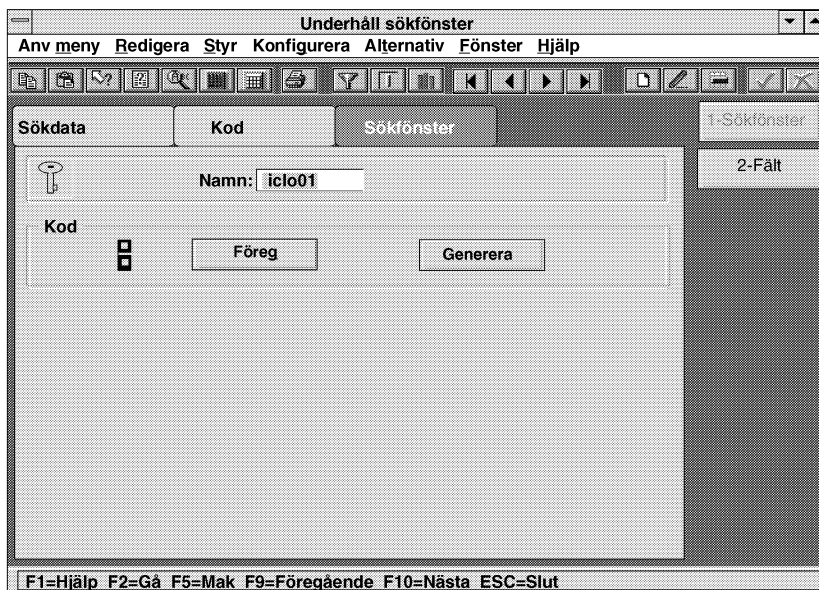 Underhåll sökfönster
Anv meny Redigera Styr Konfigurera Alternativ Fönster Hjälp
Sökdata Kod Sökfönster 1-Sökfönster
2-Fält
Namn: iclo01
Kod
Föreg Generera
F1=Hjälp F2=Gå F5=Mak F9=Föregående F10=Nästa ESC=Slut